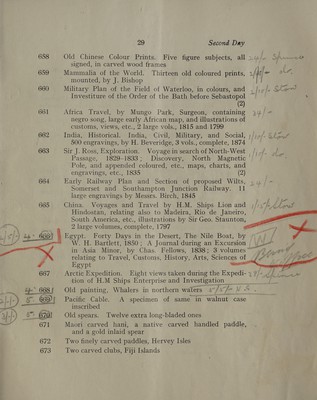 29 Second Day
658 Old Chinese Colour Prints. Five figure subjects, all
signed, in carved wood frames
659 Mammalia of the World. Thirteen old coloured prints,
mounted, by J. Bishop
660 Military Plan of the Field of Waterloo, in colours, and
Investiture of the Order of the Bath before Sebastopol
(2)
661 Africa Travel, by Mungo Park, Surgeon, containing
negro song, large early African map, and illustrations of
customs, views, etc., 2 large vols., 1815 and 1799
662 India, Historical. India, Civil, Military, and Social,
500 engravings, by H. Beveridge, 3 vols., complete, 1874
663 Sir J. Ross, Exploration. Voyage in search of North-West
Passage, 1829-1833; Discovery, North Magnetic
Pole, and appended coloured, etc., maps, charts, and
engravings, etc., 1835 (2)
664 Early Railway Plan and Section of proposed Wilts,
Somerset and Southampton Junction Railway. 11
large engravings by Messrs. Birch, 1845
665 China. Voyages and Travel by H.M. Ships Lion and
Hindostan, relating also to Madeira, Rio de Janeiro,
South America, etc., illustrations by Sir Geo. Staunton,
2 large volumes, complete, 1797
666 Egypt. Forty Days in the Desert, The Nile Boat, by
W. H. Bartlett, 1850; A Journal during an Excursion
in Asia Minor, by Chas. Fellows, 1838; 3 volumes
relating to Travel, Customs, History, Arts, Sciences of
Egypt
667 Arctic Expedition. Eight views taken during the Expedi-
tion of H.M Ships Enterprise and Investigation
668 Old painting, Whalers in northern waters
669 Pacific Cable. A specimen of same in walnut case
inscribed
670 Old spears. Twelve extra long-bladed ones
671 Maori carved hani, a native carved handled paddle,
and a gold inlaid spear
672 Two finely carved paddles, Hervey Isles
673 Two carved clubs, Fiji Islands